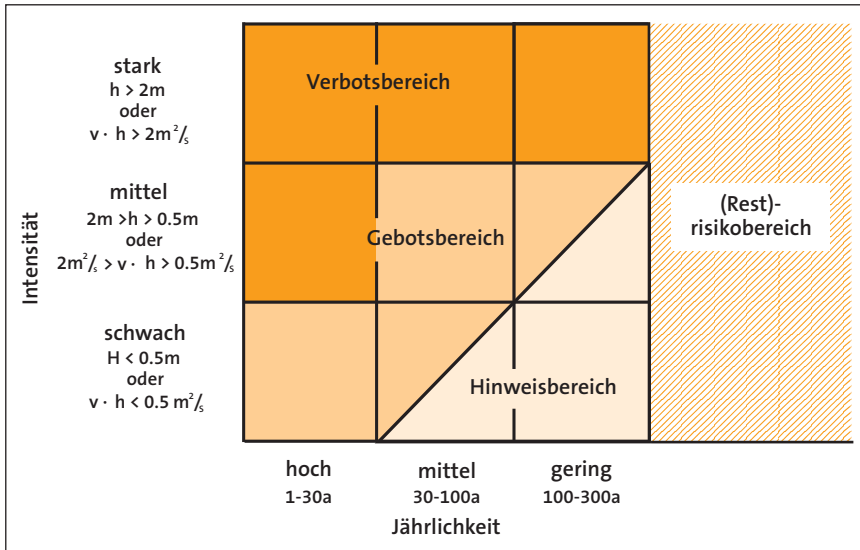 stark
h > 2m
oder
v · h > 2m²/s
Verbotsbereich
mittel
2m >h > 0.5m
oder
2m²/s > v · h > 0.5m²/s
Gebotsbereich
(Rest)-
risikobereich
Intensität
schwach
H < 0.5m
oder
v · h < 0.5 m²/s
Hinweisbereich
hoch
1-30a
mittel
30-100a
gering
100-300a
Jährlichkeit